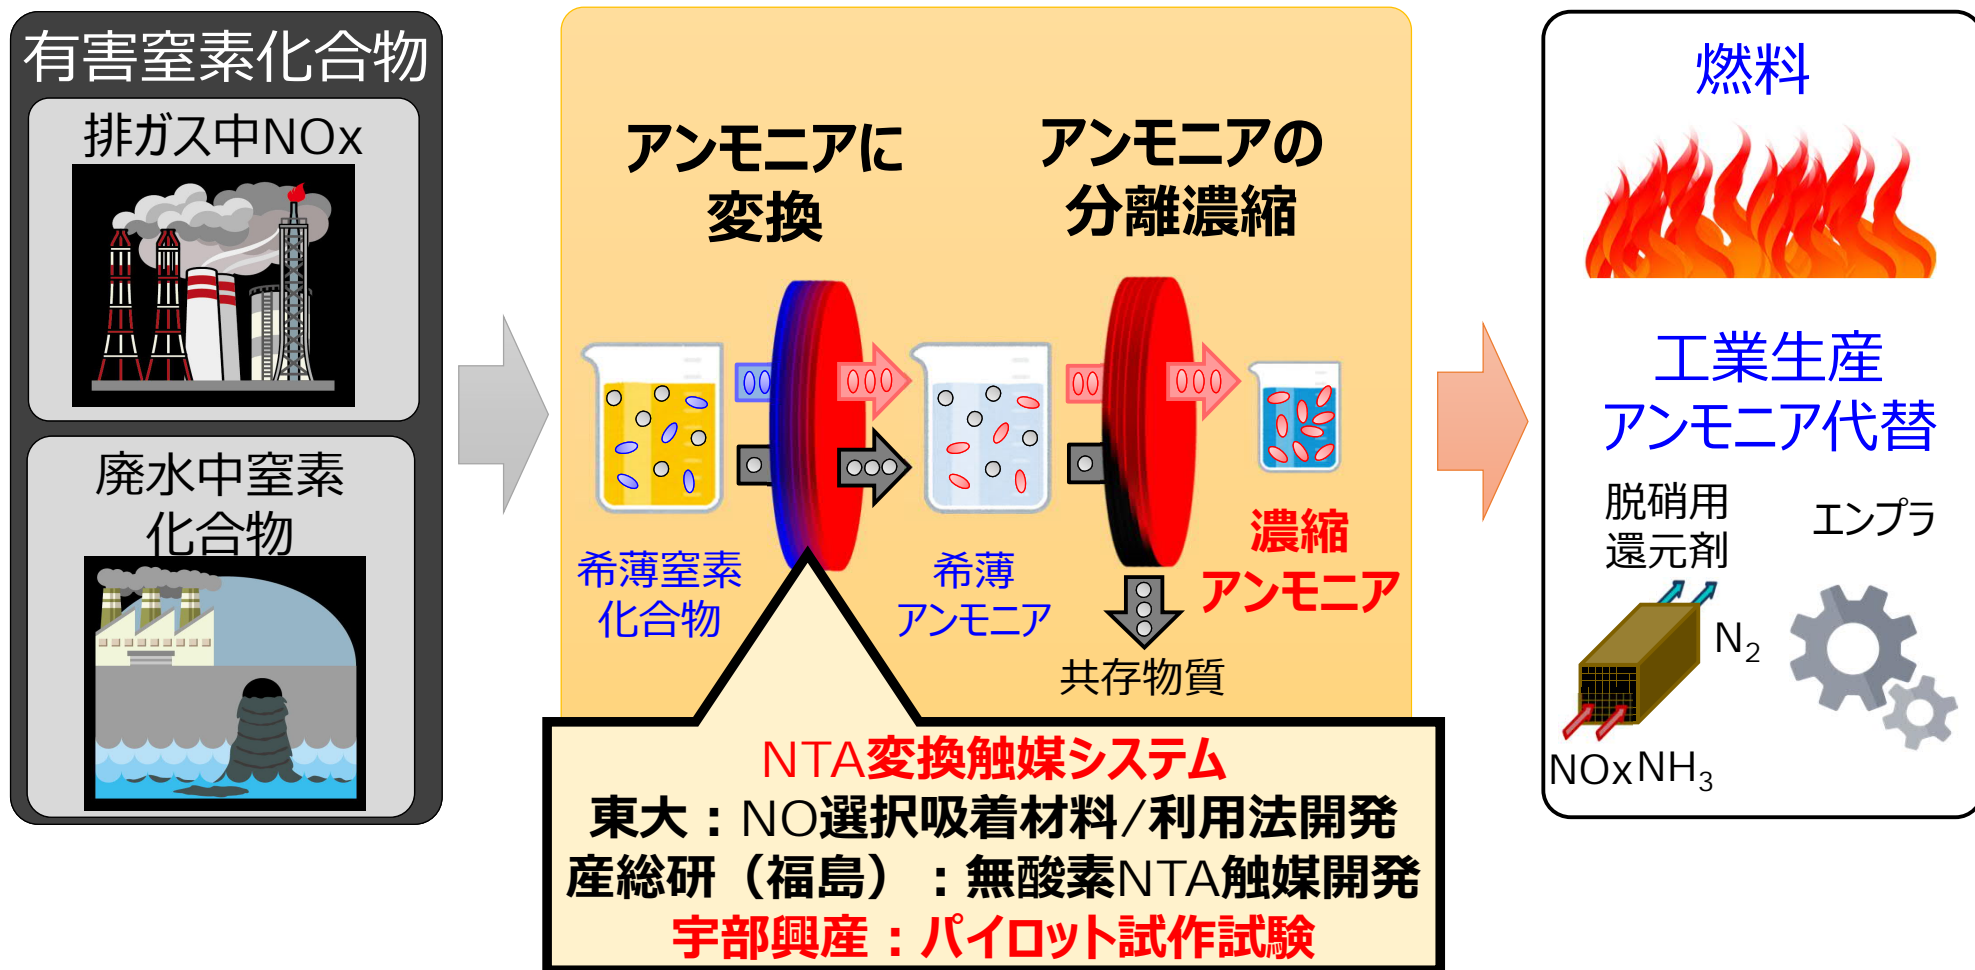 有害窒素化合物
排ガス中NOx
廃水中窒素
化合物
アンモニアに
変換
アンモニアの
分離濃縮
希薄窒素
化合物
希薄
アンモニア
濃縮
アンモニア
共存物質
NTA変換触媒システム
東大：NO選択吸着材料/利用法開発
産総研（福島）：無酸素NTA触媒開発
宇部興産：パイロット試作試験
燃料
工業生産
アンモニア代替
脱硝用
還元剤
エンプラ
N₂
NOx NH₃